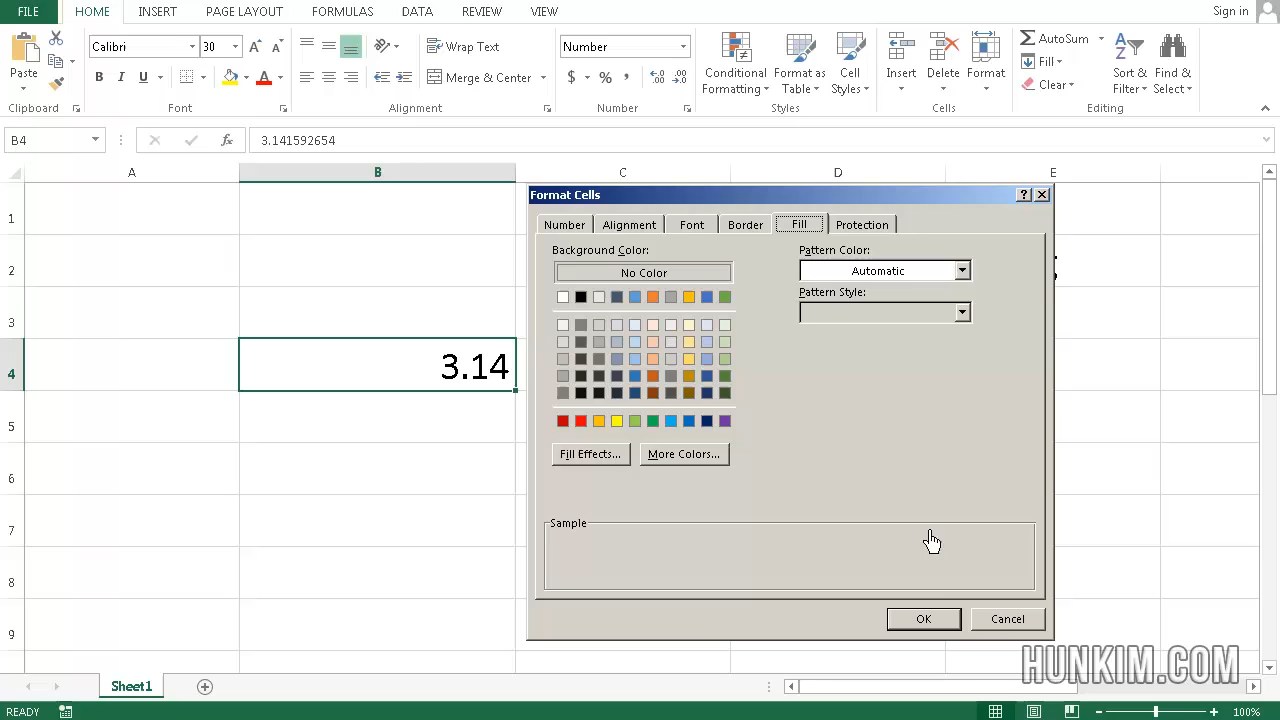 FILE HOME INSERT PAGE LAYOUT FORMULAS DATA REVIEW VIEW Sign in
Paste
Clipboard
Calibri 30
B I U A
Font
Wrap Text
Merge & Center
Alignment
Number
$ % ,
Number
Conditional Formatting
Format as Table
Cell Styles
Styles
Insert Delete Format
Cells
AutoSum
Fill
Clear
Sort & Filter
Find & Select
Editing
B4 fx 3.141592654
A B C D E
1
2
3
4 3.14
5
6
7
8
9
Format Cells
Number Alignment Font Border Fill Protection
Background Color:
No Color
Fill Effects... More Colors...
Pattern Color:
Automatic
Pattern Style:
Sample
OK Cancel
HUNKIM.COM
Sheet1
READY 100%